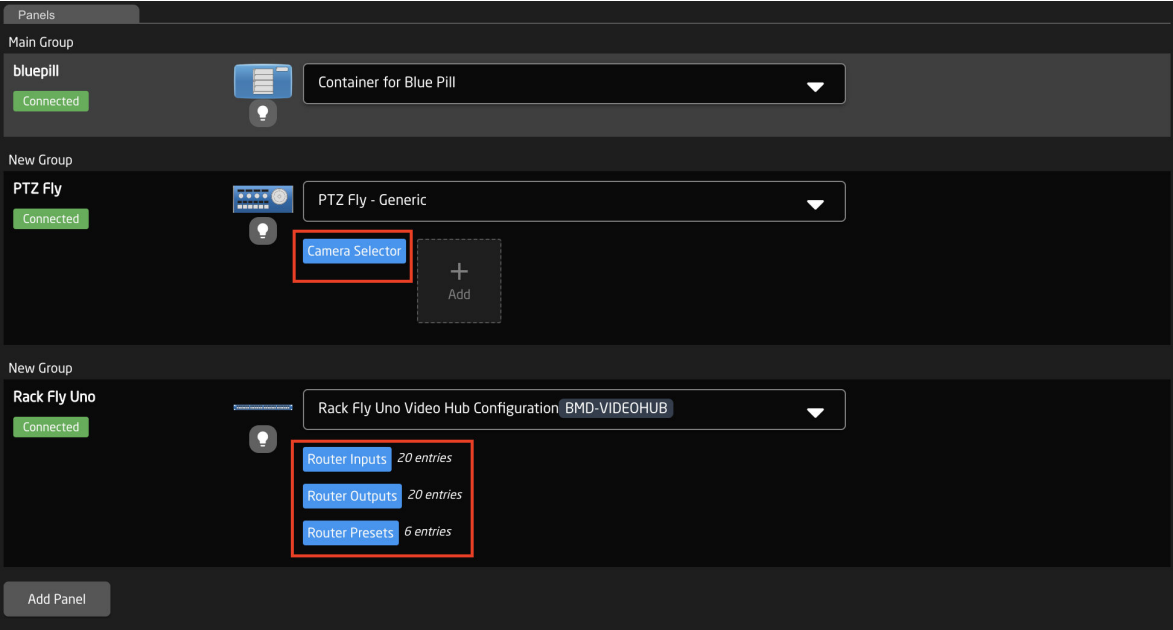 Panels
Main Group
bluepill
Container for Blue Pill
Connected
New Group
PTZ Fly
PTZ Fly - Generic
Connected
Camera Selector
+
Add
New Group
Rack Fly Uno
Rack Fly Uno Video Hub Configuration BMD-VIDEOHUB
Connected
Router Inputs 20 entries
Router Outputs 20 entries
Router Presets 6 entries
Add Panel